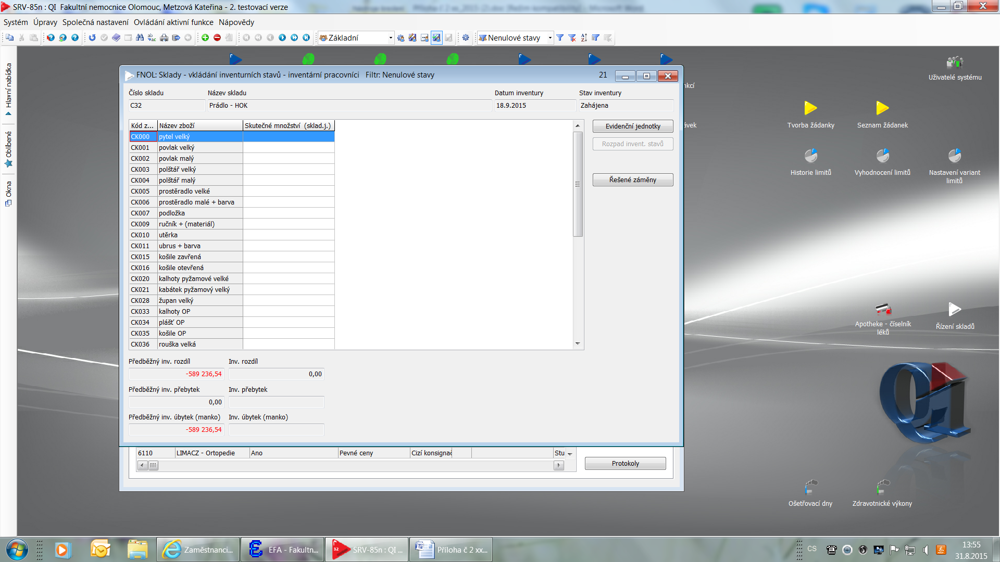 SRV-85n : QI  Fakultní nemocnice Olomouc, Metzová Kateřina - 2. testovací verze
Systém Úpravy Společná nastavení Ovládání aktivní funkce Nápovědy
Základní
Nenulové stavy
Hlavní nabídka
Oblíbené
Okna
FNOL: Sklady - vkládání inventurních stavů - inventární pracovníci   Filtr: Nenulové stavy 21
Číslo skladu Název skladu Datum inventury Stav inventury
C32 Prádlo - HOK 18.9.2015 Zahájena
Kód z... Název zboží Skutečné množství (sklad.j.)
CK000 pytel velký
CK001 povlak velký
CK002 povlak malý
CK003 polštář velký
CK004 polštář malý
CK005 prostěradlo velké
CK006 prostěradlo malé + barva
CK007 podložka
CK009 ručník + (materiál)
CK010 utěrka
CK011 ubrus + barva
CK015 košile zavřená
CK016 košile otevřená
CK020 kalhoty pyžamové velké
CK021 kabátek pyžamový velký
CK028 župan velký
CK033 kalhoty OP
CK034 plášť OP
CK035 košile OP
CK036 rouška velká
Evidenční jednotky
Rozpad invent. stavů
Řešené záměny
Předběžný inv. rozdíl Inv. rozdíl
-589 236,54 0,00
Předběžný inv. přebytek Inv. přebytek
0,00
Předběžný inv. úbytek (manko) Inv. úbytek (manko)
-589 236,54
6110 LIMACZ - Ortopedie Ano Pevné ceny Cizí konsignač Stu
Protokoly
nkcí
ávek
Uživatelé systému
Tvorba žádanky
Seznam žádanek
Historie limitů
Vyhodnocení limitů
Nastavení variant
limitů
Apotheke - číselník
léků
Řízení skladů
Ošetřovací dny
Zdravotnické výkony
Zaměstnanci...
EFA - Fakultn...
32
SRV-85n : QI ...
Příloha č 2 xx...
CS
13:55
31.8.2015